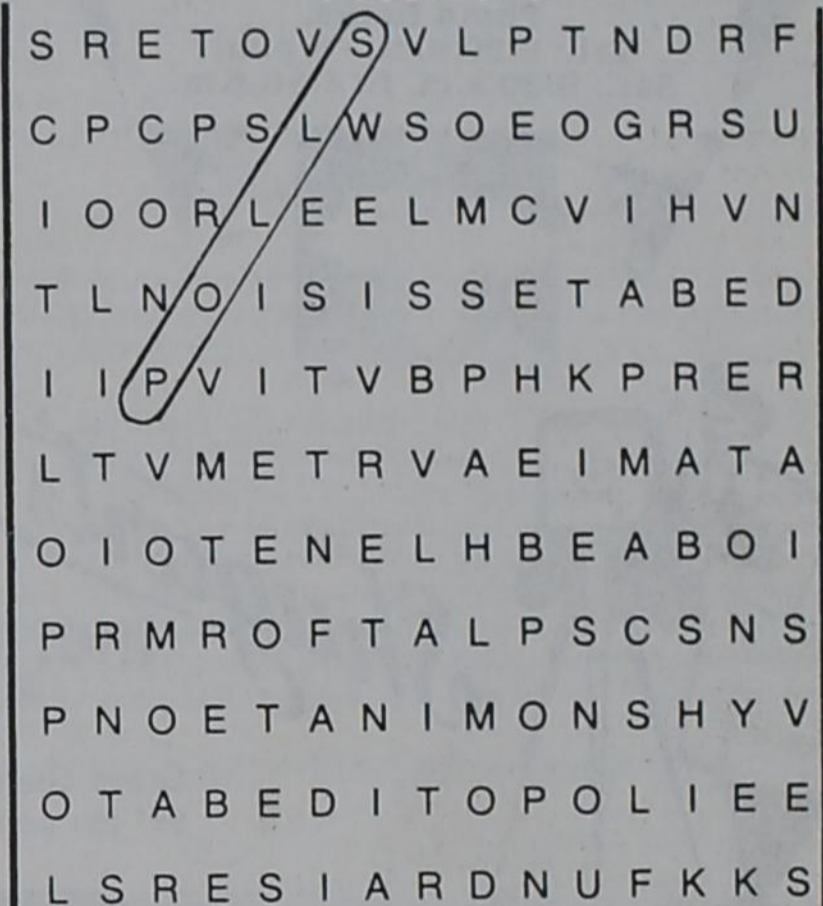 S R E T O V S V L P T N D R F
C P C P S L W S O E O G R S U
I O O R L E E L M C V I H V N
T L N O I S I S S E T A B E D
I I P V I T V B P H K P R E R
L T V M E T R V A E I M A T A
O I O T E N E L H B E A B O I
P R M R O F T A L P S C S N S
P N O E T A N I M O N S H Y V
O T A B E D I T O P O L I E E
L S R E S I A R D N U F K K S